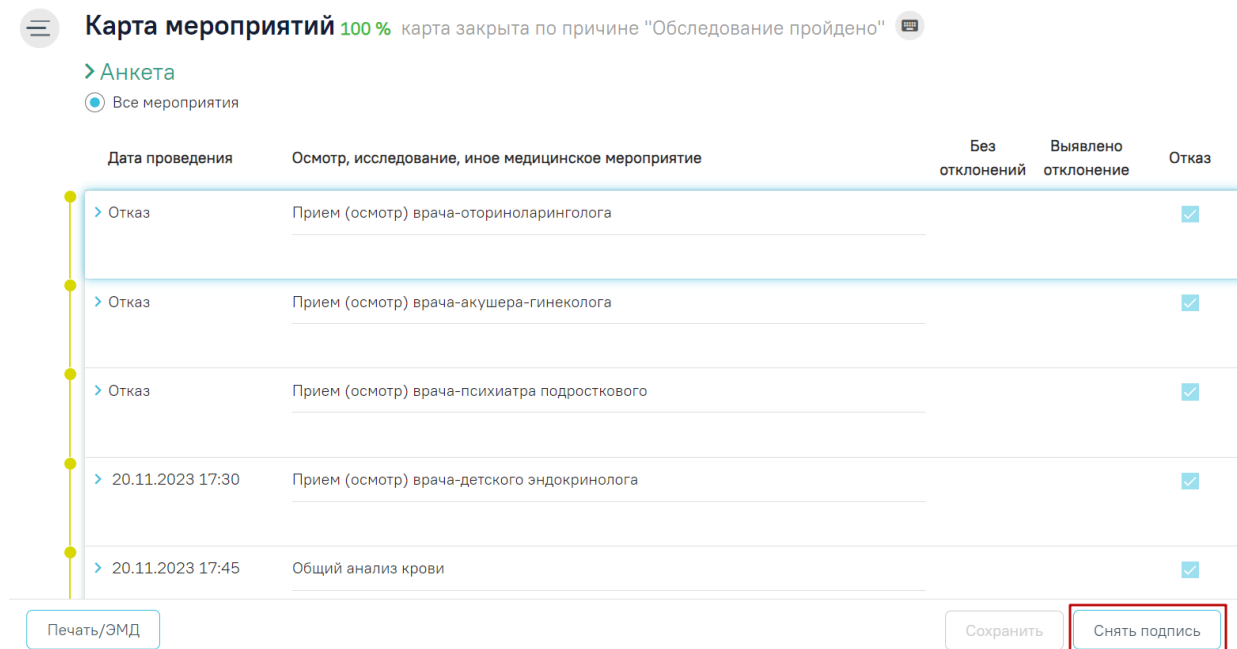 Карта мероприятий 100 % карта закрыта по причине "Обследование пройдено"
Анкета
Все мероприятия
Дата проведения Осмотр, исследование, иное медицинское мероприятие Без отклонений Выявлено отклонение Отказ
Отказ Прием (осмотр) врача-оториноларинголога
Отказ Прием (осмотр) врача-акушера-гинеколога
Отказ Прием (осмотр) врача-психиатра подросткового
20.11.2023 17:30 Прием (осмотр) врача-детского эндокринолога
20.11.2023 17:45 Общий анализ крови
Печать/ЭМД Сохранить Снять подпись